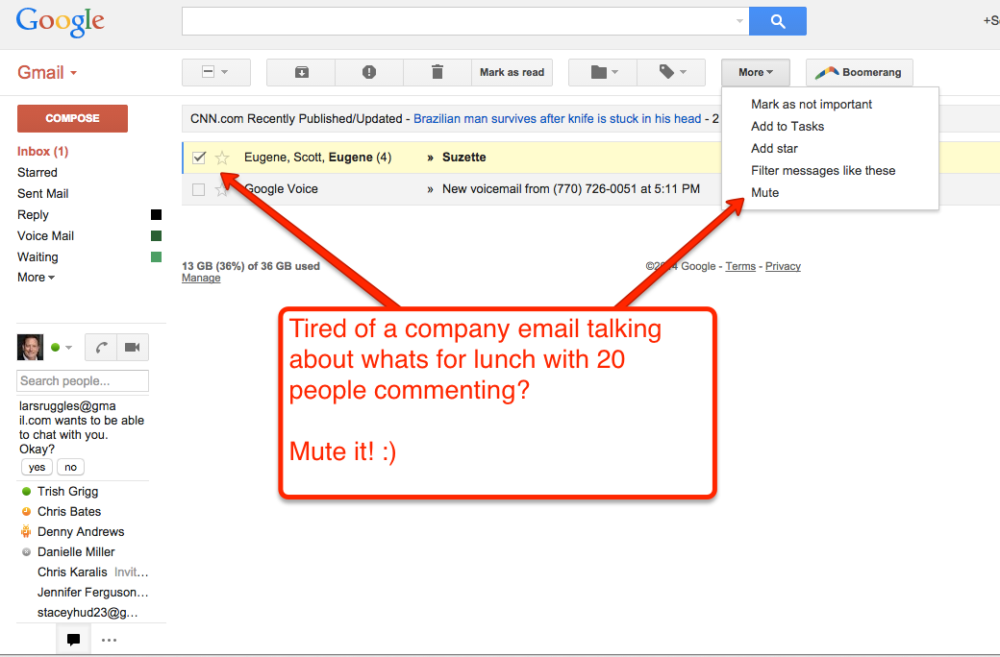 Google
+S
Gmail
Mark as read
More
Boomerang
COMPOSE
CNN.com Recently Published/Updated - Brazilian man survives after knife is stuck in his head - 2
Mark as not important
Add to Tasks
Add star
Filter messages like these
Mute
Inbox (1)
Starred
Sent Mail
Reply
Voice Mail
Waiting
More
Eugene, Scott, Eugene (4) » Suzette
Google Voice » New voicemail from (770) 726-0051 at 5:11 PM
13 GB (36%) of 36 GB used
Manage
Google - Terms - Privacy
Tired of a company email talking
about whats for lunch with 20
people commenting?
Mute it! :)
Search people...
larsruggles@gma
il.com wants to be able
to chat with you.
Okay?
yes no
Trish Grigg
Chris Bates
Denny Andrews
Danielle Miller
Chris Karalis Invit...
Jennifer Ferguson...
staceyhud23@g...